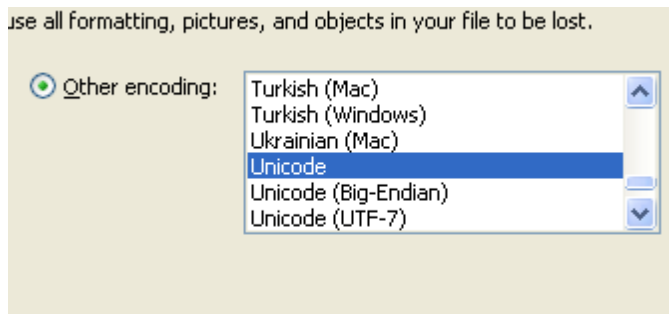 all formatting, pictures, and objects in your file to be lost.
Other encoding:
Turkish (Mac)
Turkish (Windows)
Ukrainian (Mac)
Unicode
Unicode (Big-Endian)
Unicode (UTF-7)